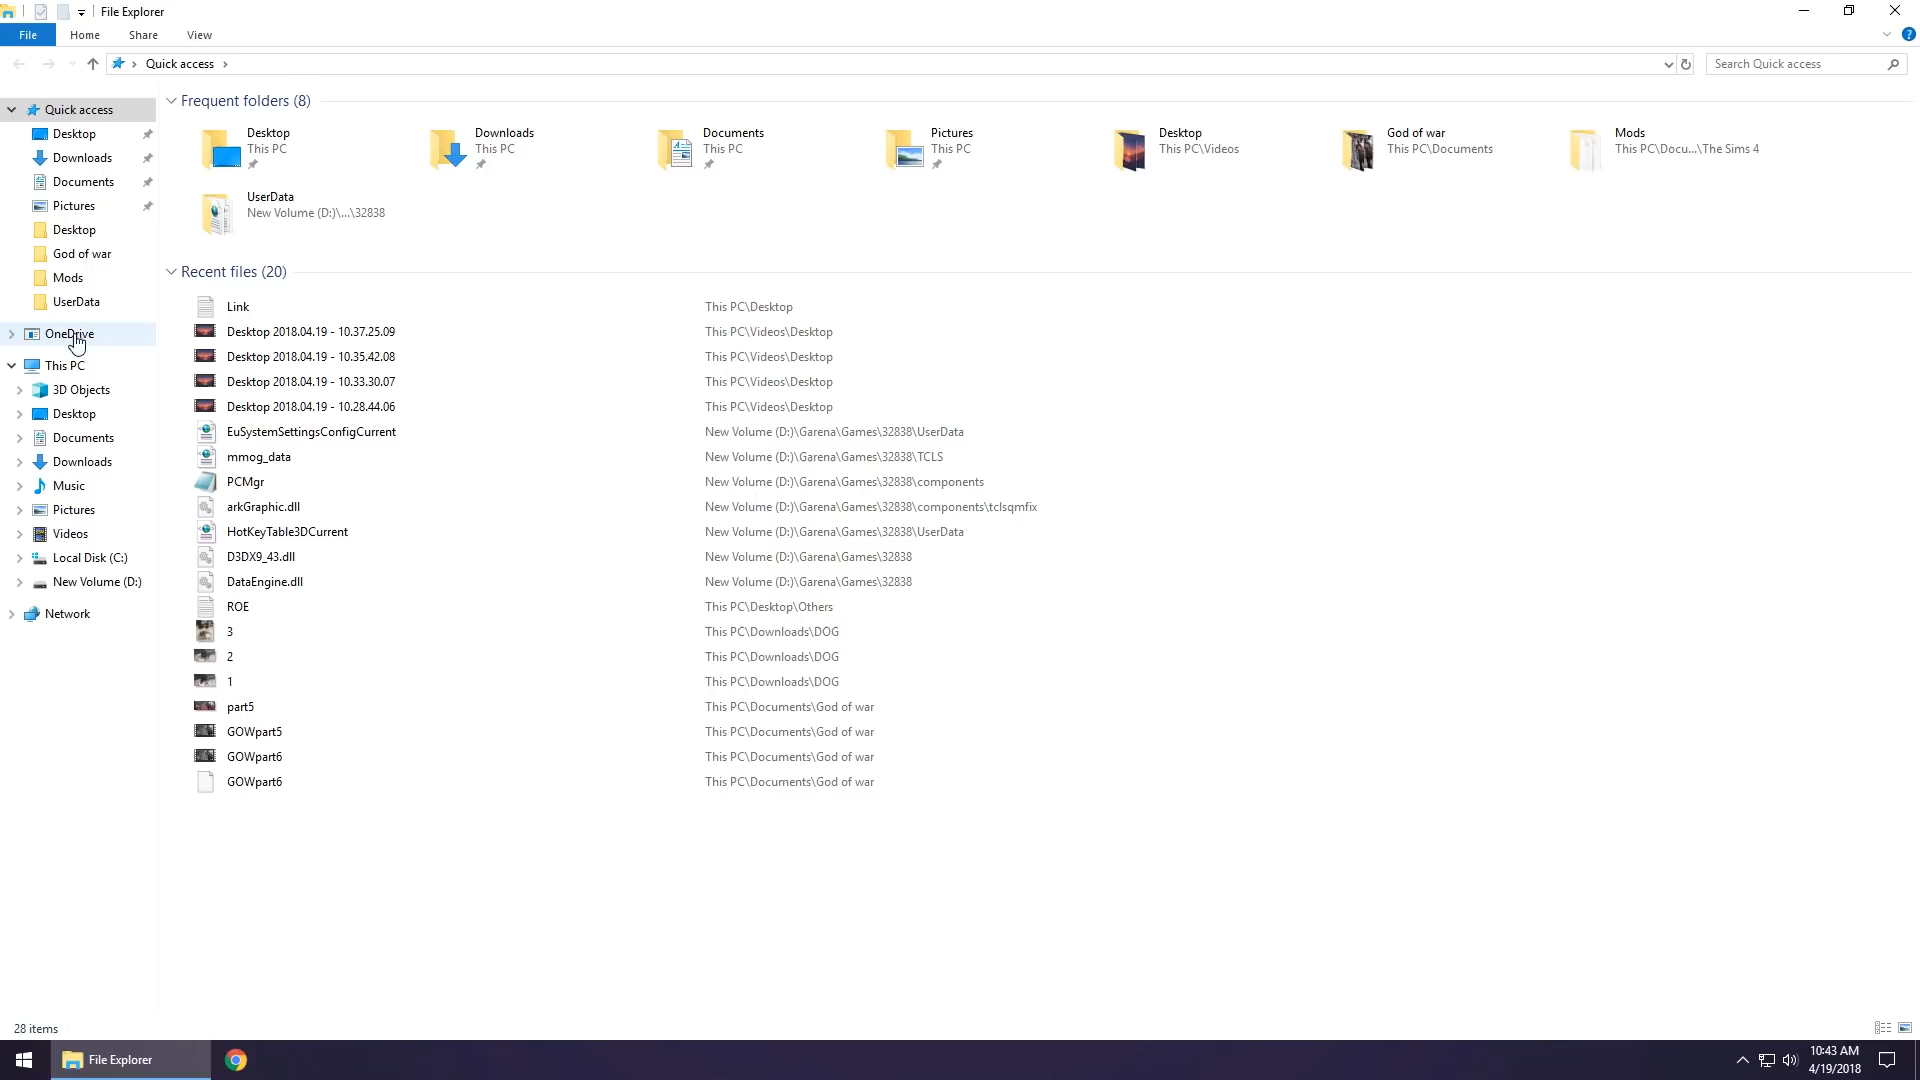 File Explorer
File Home Share View
Quick access
Search Quick access
Quick access
Desktop
Downloads
Documents
Pictures
Desktop
God of war
Mods
UserData
OneDrive
This PC
3D Objects
Desktop
Documents
Downloads
Music
Pictures
Videos
Local Disk (C:)
New Volume (D:)
Network
Frequent folders (8)
Desktop
This PC
Downloads
This PC
Documents
This PC
Pictures
This PC
Desktop
This PC\Videos
God of war
This PC\Documents
Mods
This PC\Docu...\The Sims 4
UserData
New Volume (D:)\...\32838
Recent files (20)
Link This PC\Desktop
Desktop 2018.04.19 - 10.37.25.09 This PC\Videos\Desktop
Desktop 2018.04.19 - 10.35.42.08 This PC\Videos\Desktop
Desktop 2018.04.19 - 10.33.30.07 This PC\Videos\Desktop
Desktop 2018.04.19 - 10.28.44.06 This PC\Videos\Desktop
EuSystemSettingsConfigCurrent New Volume (D:)\Garena\Games\32838\UserData
mmog_data New Volume (D:)\Garena\Games\32838\TCLS
PCMgr New Volume (D:)\Garena\Games\32838\components
arkGraphic.dll New Volume (D:)\Garena\Games\32838\components\tclsqmfix
HotKeyTable3DCurrent New Volume (D:)\Garena\Games\32838\UserData
D3DX9_43.dll New Volume (D:)\Garena\Games\32838
DataEngine.dll New Volume (D:)\Garena\Games\32838
ROE This PC\Desktop\Others
3 This PC\Downloads\DOG
2 This PC\Downloads\DOG
1 This PC\Downloads\DOG
part5 This PC\Documents\God of war
GOWpart5 This PC\Documents\God of war
GOWpart6 This PC\Documents\God of war
GOWpart6 This PC\Documents\God of war
28 items
File Explorer
10:43 AM
4/19/2018